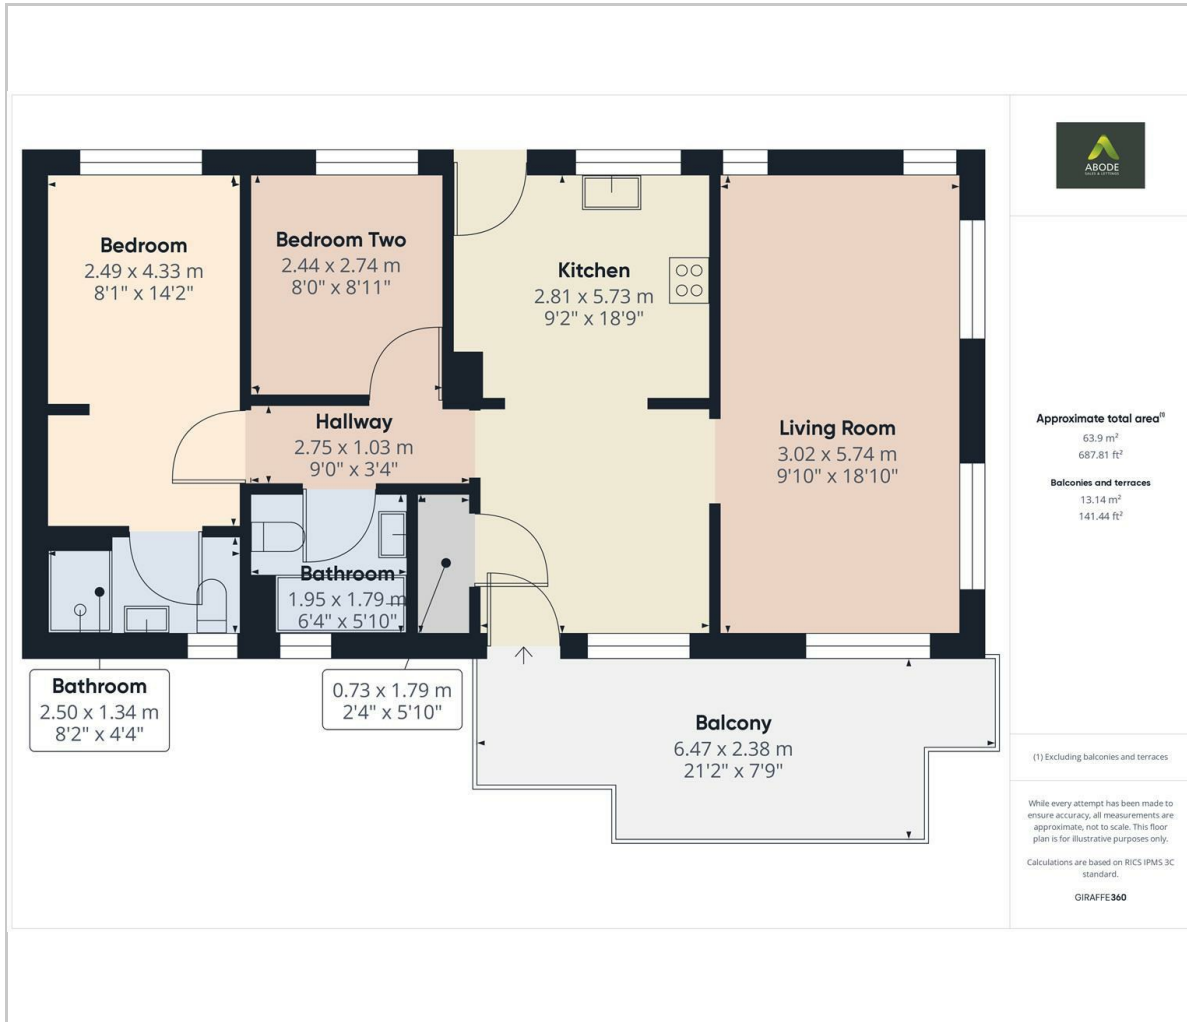 Bedroom
2.49 x 4.33 m
8'1" x 14'2"
Bedroom Two
2.44 x 2.74 m
8'0" x 8'11"
Kitchen
2.81 x 5.73 m
9'2" x 18'9"
Hallway
2.75 x 1.03 m
9'0" x 3'4"
Living Room
3.02 x 5.74 m
9'10" x 18'10"
Bathroom
1.95 x 1.79 m
6'4" x 5'10"
Bathroom
2.50 x 1.34 m
8'2" x 4'4"
0.73 x 1.79 m
2'4" x 5'10"
Balcony
6.47 x 2.38 m
21'2" x 7'9"
ABODE
SALES & LETTINGS
Approximate total area(1)
63.9 m²
687.81 ft²
Balconies and terraces
13.14 m²
141.44 ft²
(1) Excluding balconies and terraces
While every attempt has been made to
ensure accuracy, all measurements are
approximate, not to scale. This floor
plan is for illustrative purposes only.
Calculations are based on RICS IPMS 3C
standard.
GIRAFFE360